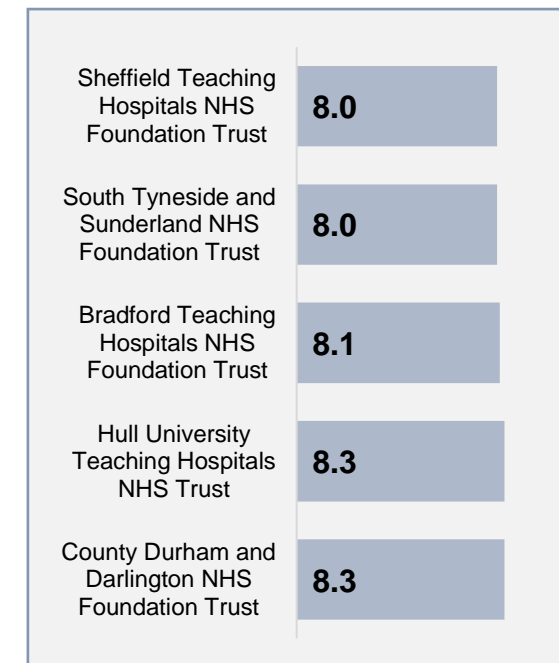 Sheffield Teaching
Hospitals NHS
Foundation Trust
8.0
South Tyneside and
Sunderland NHS
Foundation Trust
8.0
Bradford Teaching
Hospitals NHS
Foundation Trust
8.1
Hull University
Teaching Hospitals
NHS Trust
8.3
County Durham and
Darlington NHS
Foundation Trust
8.3